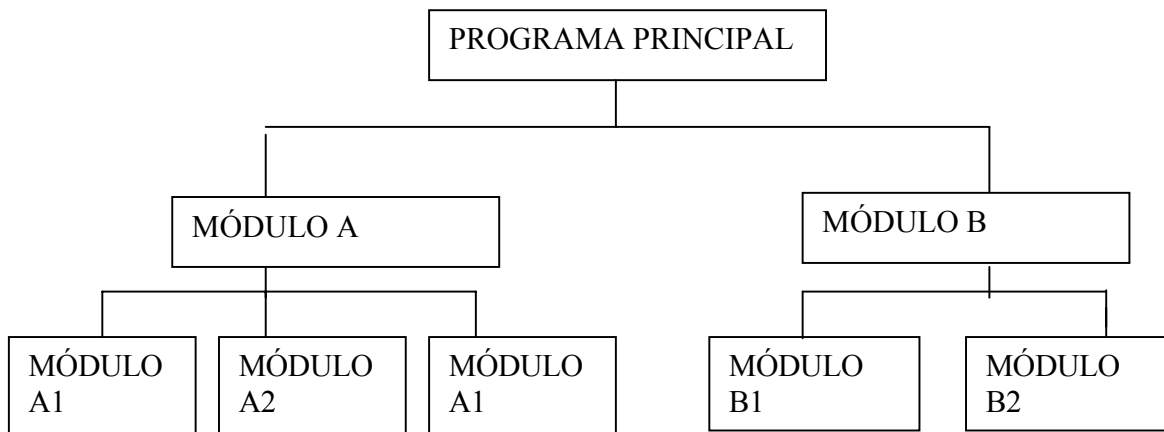 PROGRAMA PRINCIPAL
MÓDULO A
MÓDULO B
MÓDULO
A1
MÓDULO
A2
MÓDULO
A1
MÓDULO
B1
MÓDULO
B2